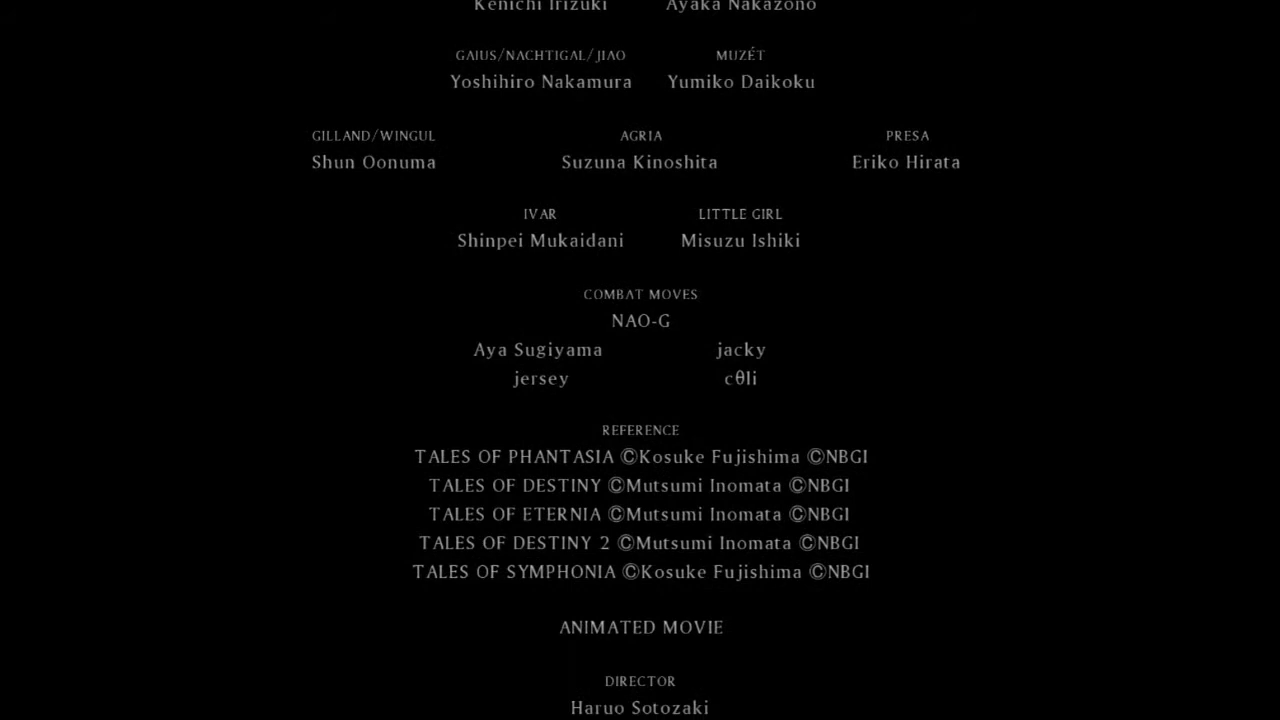 Kenichi Irizuki Ayaka Nakazono
GAIUS/NACHTIGAL/JIAO MUZÉT
Yoshihiro Nakamura Yumiko Daikoku
GILLAND/WINGUL AGRIA PRESA
Shun Oonuma Suzuna Kinoshita Eriko Hirata
IVAR LITTLE GIRL
Shinpei Mukaidani Misuzu Ishiki
COMBAT MOVES
NAO-G
Aya Sugiyama jacky
jersey cθli
REFERENCE
TALES OF PHANTASIA ©Kosuke Fujishima ©NBGI
TALES OF DESTINY ©Mutsumi Inomata ©NBGI
TALES OF ETERNIA ©Mutsumi Inomata ©NBGI
TALES OF DESTINY 2 ©Mutsumi Inomata ©NBGI
TALES OF SYMPHONIA ©Kosuke Fujishima ©NBGI
ANIMATED MOVIE
DIRECTOR
Haruo Sotozaki